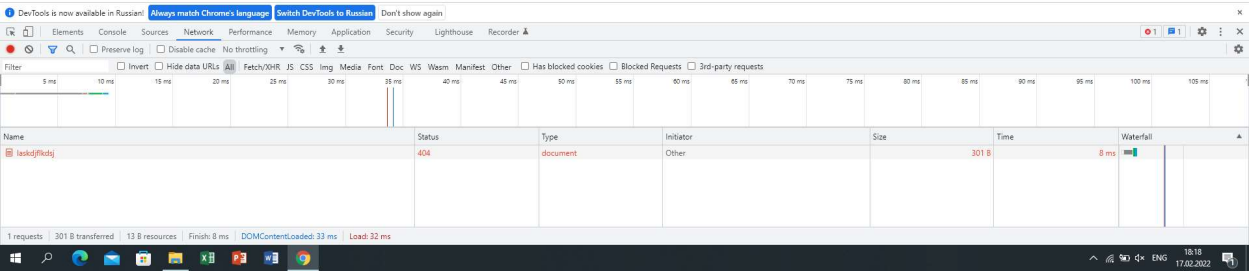 DevTools is now available in Russian! Always match Chrome's language Switch DevTools to Russian Don't show again
Elements Console Sources Network Performance Memory Application Security Lighthouse Recorder 1 1
Preserve log Disable cache No throttling
Filter Invert Hide data URLs All Fetch/XHR JS CSS Img Media Font Doc WS Wasm Manifest Other Has blocked cookies Blocked Requests 3rd-party requests
5 ms 10 ms 15 ms 20 ms 25 ms 30 ms 35 ms 40 ms 45 ms 50 ms 55 ms 60 ms 65 ms 70 ms 75 ms 80 ms 85 ms 90 ms 95 ms 100 ms 105 ms
Name Status Type Initiator Size Time Waterfall
laskdjflkdsj 404 document Other 301 B 8 ms
1 requests 301 B transferred 13 B resources Finish: 8 ms DOMContentLoaded: 33 ms Load: 32 ms
ENG 18:18
17.02.2022